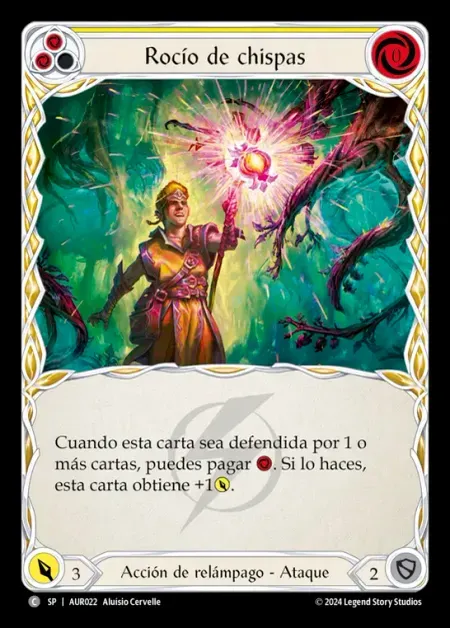 Rocío de chispas
0
Cuando esta carta sea defendida por 1 o
más cartas, puedes pagar . Si lo haces,
esta carta obtiene +1 .
3
Acción de relámpago - Ataque
2
C SP | AUR022 Aluisio Cervelle
© 2024 Legend Story Studios